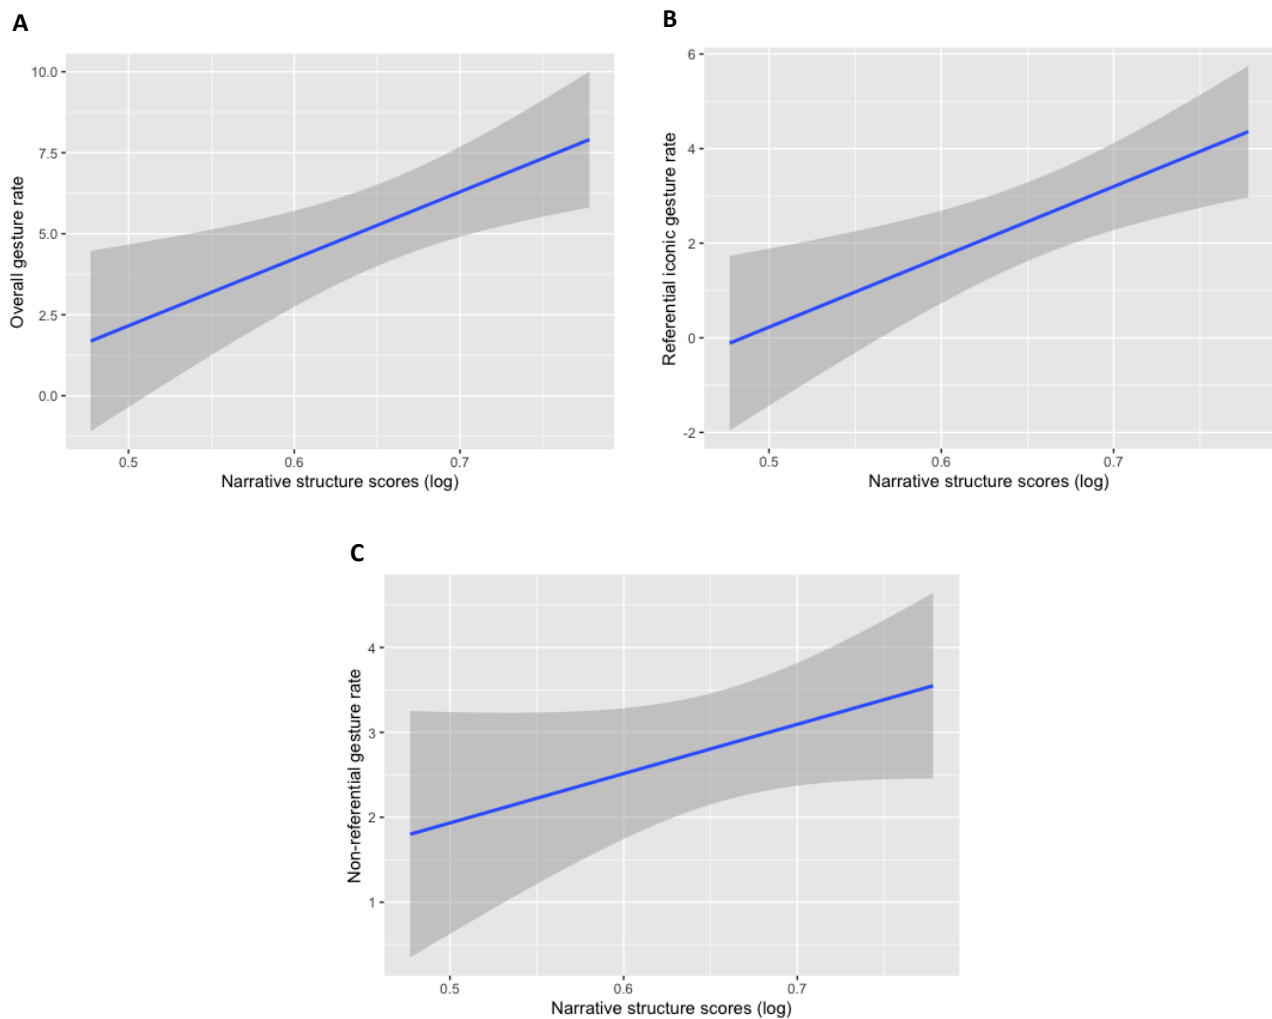 A
10.0
7.5
5.0
2.5
0.0
Overall gesture rate
0.5 0.6 0.7
Narrative structure scores (log)
B
6
4
2
0
-2
Referential iconic gesture rate
0.5 0.6 0.7
Narrative structure scores (log)
C
4
3
2
1
Non-referential gesture rate
0.5 0.6 0.7
Narrative structure scores (log)